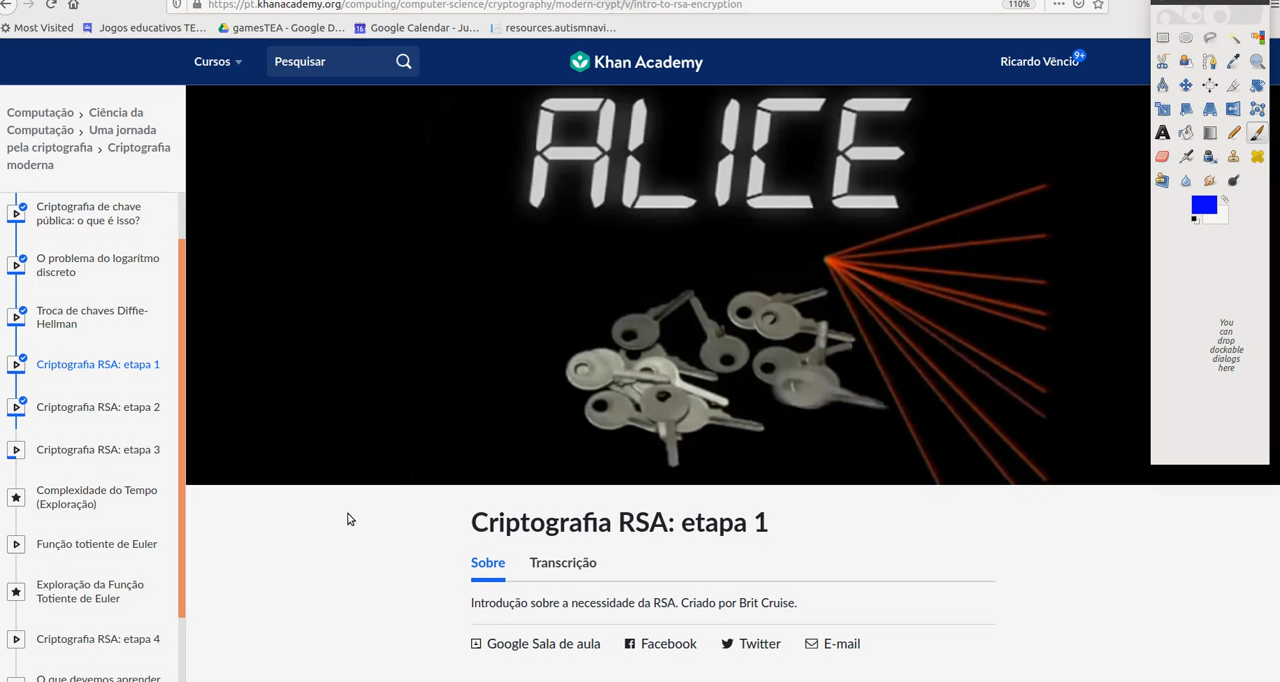 https://pt.khanacademy.org/computing/computer-science/cryptography/modern-crypt/v/intro-to-rsa-encryption
110%
Most Visited
Jogos educativos TE...
gamesTEA - Google D...
16
Google Calendar - Ju...
resources.autismnavi...
Cursos
Pesquisar
Khan Academy
Ricardo Vêncio
9+
Computação > Ciência da
Computação > Uma jornada
pela criptografia > Criptografia
moderna
Criptografia de chave
pública: o que é isso?
O problema do logarítmo
discreto
Troca de chaves Diffie-
Hellman
Criptografia RSA: etapa 1
Criptografia RSA: etapa 2
Criptografia RSA: etapa 3
Complexidade do Tempo
(Exploração)
Função totiente de Euler
Exploração da Função
Totiente de Euler
Criptografia RSA: etapa 4
O que devemos aprender
ALICE
Criptografia RSA: etapa 1
Sobre
Transcrição
Introdução sobre a necessidade da RSA. Criado por Brit Cruise.
Google Sala de aula
Facebook
Twitter
E-mail
You
can
drop
dockable
dialogs
here